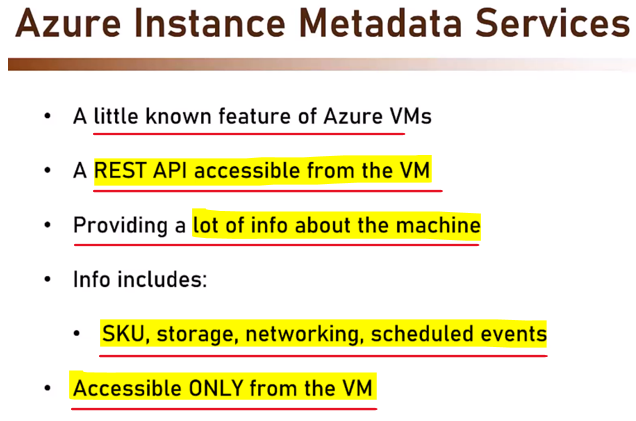 Azure Instance Metadata Services
• A little known feature of Azure VMs
• A REST API accessible from the VM
• Providing a lot of info about the machine
• Info includes:
• SKU, storage, networking, scheduled events
• Accessible ONLY from the VM